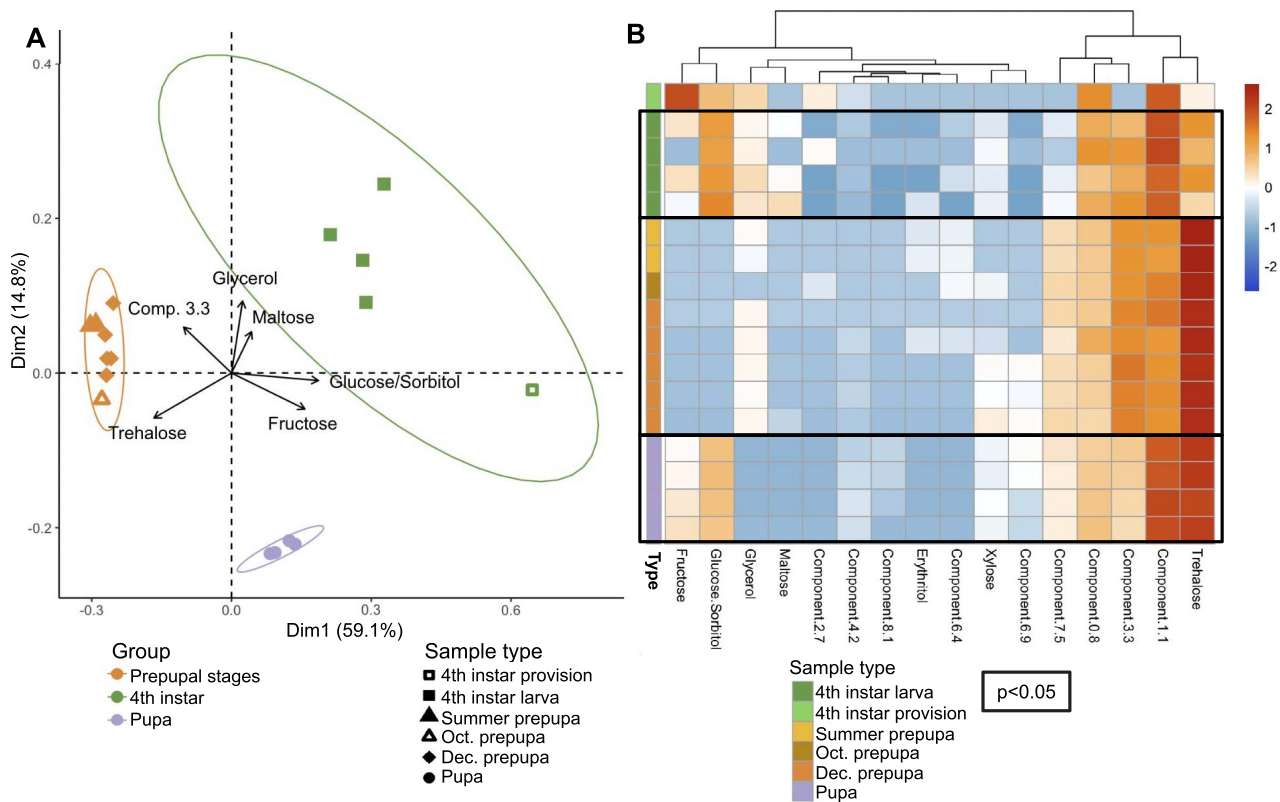 A
0.4
0.2
0.0
-0.2
Dim2 (14.8%)
Glycerol
Comp. 3.3
Maltose
Glucose/Sorbitol
Trehalose
Fructose
-0.3
0.0
0.3
0.6
Dim1 (59.1%)
Group
Prepupal stages
4th instar
Pupa
Sample type
4th instar provision
4th instar larva
Summer prepupa
Oct. prepupa
Dec. prepupa
Pupa
B
2
1
0
-1
-2
Type
Fructose
Glucose.Sorbitol
Glycerol
Maltose
Component.2.7
Component.4.2
Component.8.1
Erythritol
Component.6.4
Xylose
Component.6.9
Component.7.5
Component.0.8
Component.3.3
Component.1.1
Trehalose
Sample type
4th instar larva
4th instar provision
Summer prepupa
Oct. prepupa
Dec. prepupa
Pupa
p<0.05